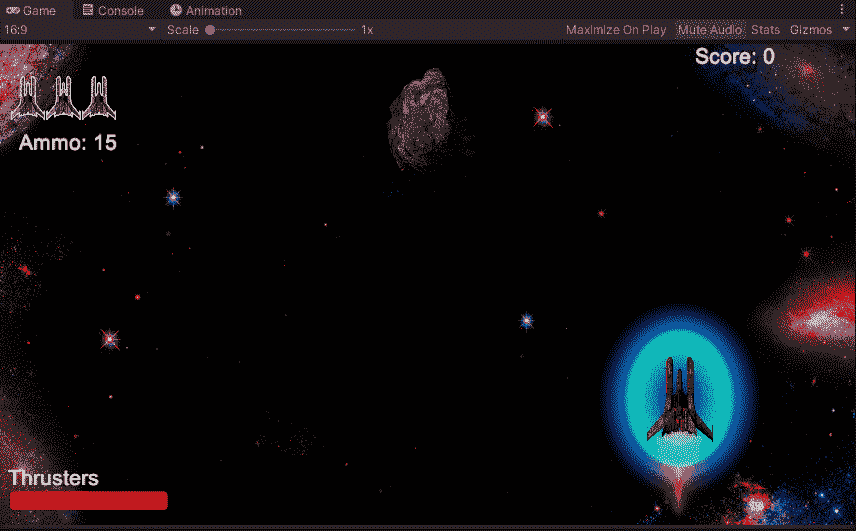 Game Console Animation
16:9 Scale 1x Maximize On Play Mute Audio Stats Gizmos
Score: 0
Ammo: 15
Thrusters